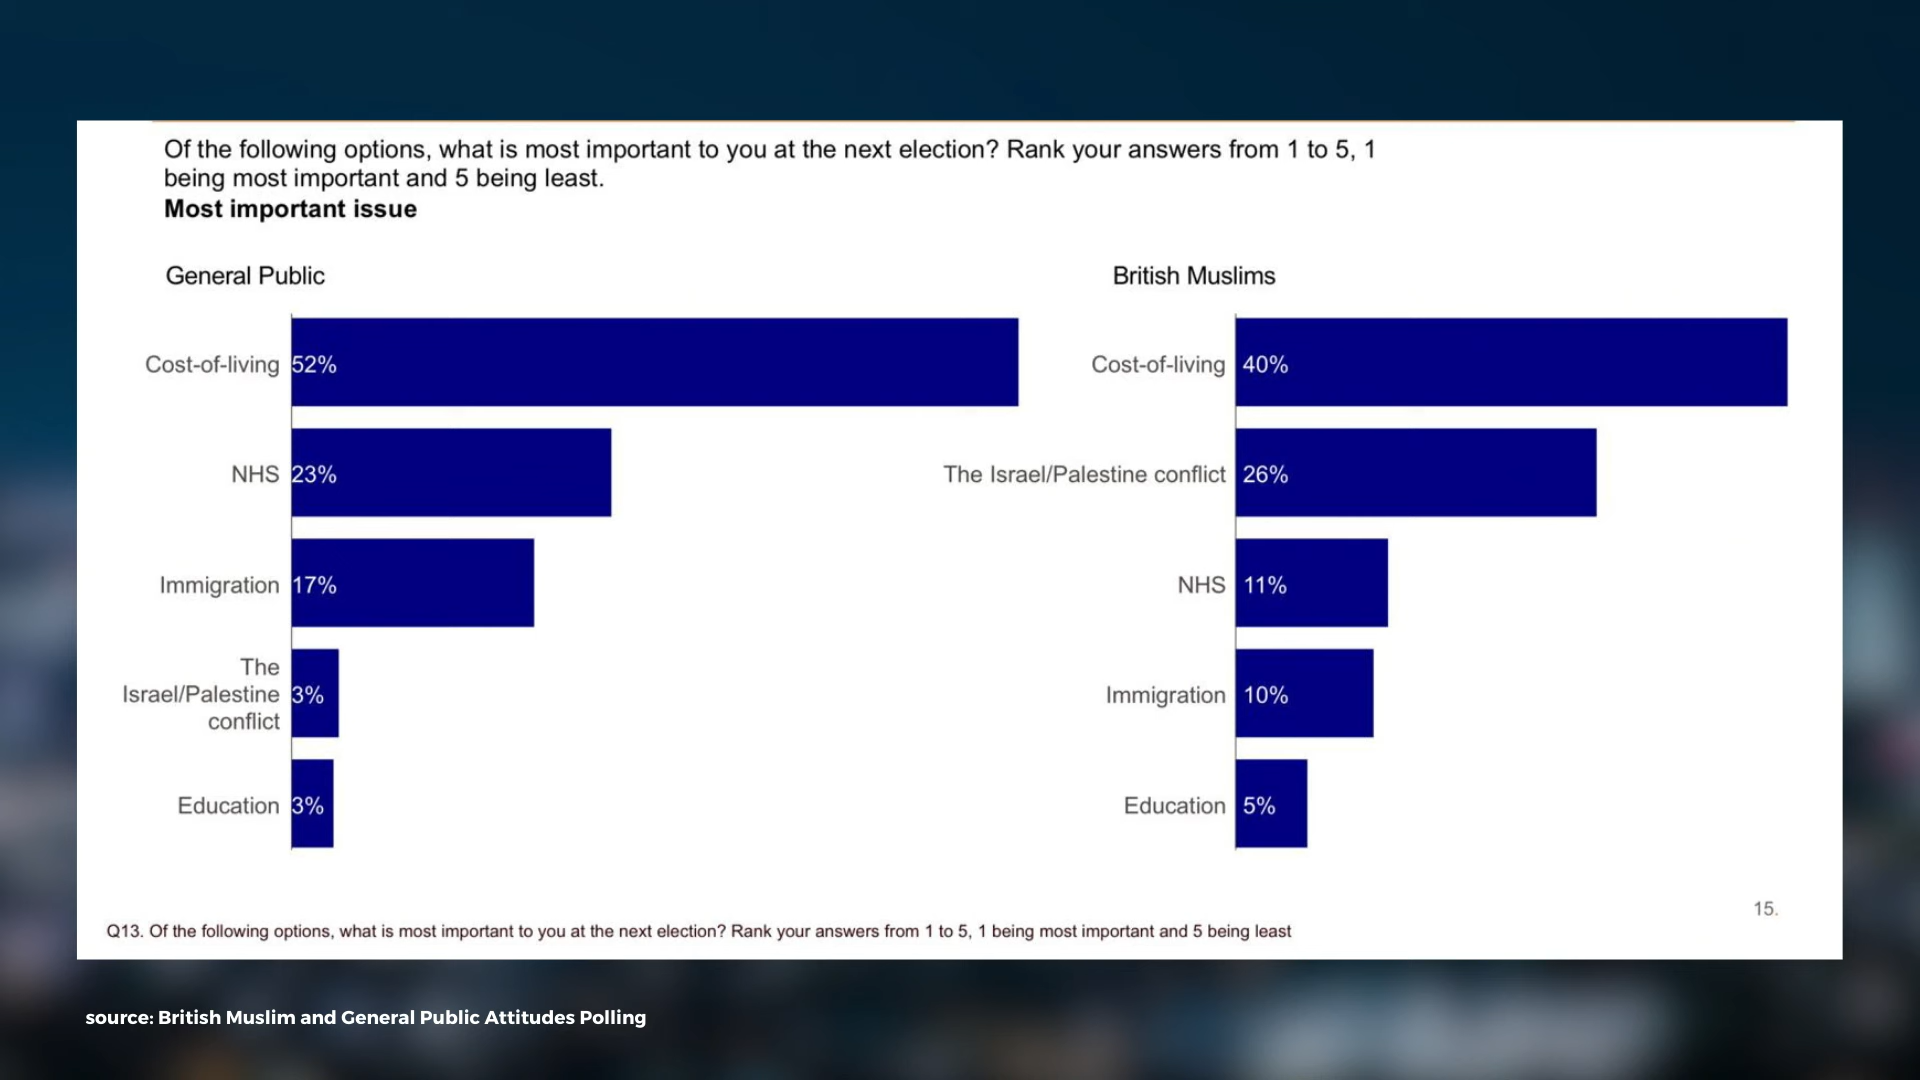 Of the following options, what is most important to you at the next election? Rank your answers from 1 to 5, 1
being most important and 5 being least.
Most important issue
General Public
Cost-of-living 52%
NHS 23%
Immigration 17%
The
Israel/Palestine 3%
conflict
Education 3%
British Muslims
Cost-of-living 40%
The Israel/Palestine conflict 26%
NHS 11%
Immigration 10%
Education 5%
15.
Q13. Of the following options, what is most important to you at the next election? Rank your answers from 1 to 5, 1 being most important and 5 being least
source: British Muslim and General Public Attitudes Polling